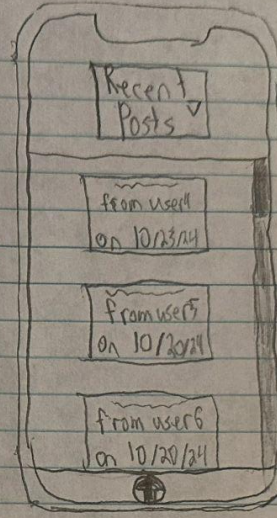 Recent
Posts
from user4
on 10/23/24
from user5
on 10/20/24
from user6
on 10/20/24